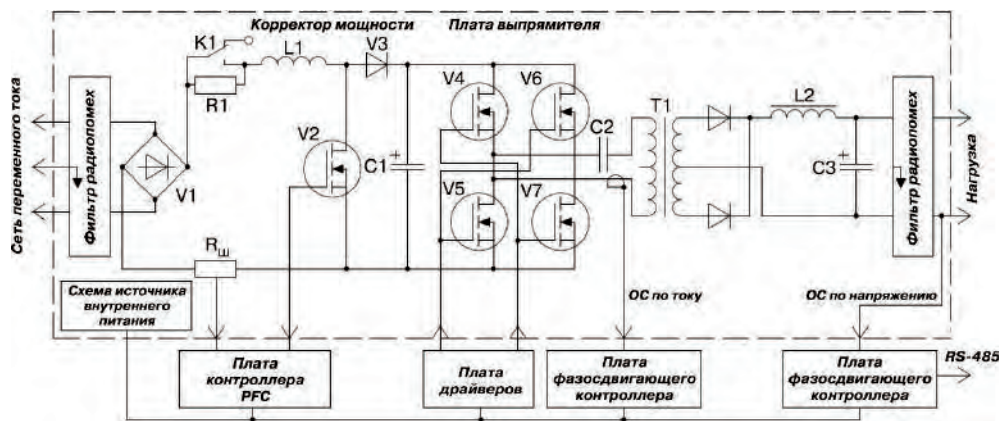 Корректор мощности
Плата выпрямителя
K1
L1
V3
R1
V2
C1
+
V4
V6
C2
T1
V5
V7
L2
C3
+
V1
Rш
Сеть переменного тока
Фильтр радиопомех
Фильтр радиопомех
Нагрузка
Схема источника
внутреннего
питания
ОС по току
ОС по напряжению
Плата
контроллера
PFC
Плата
драйверов
Плата
фазосдвигающего
контроллера
Плата
фазосдвигающего
контроллера
RS-485